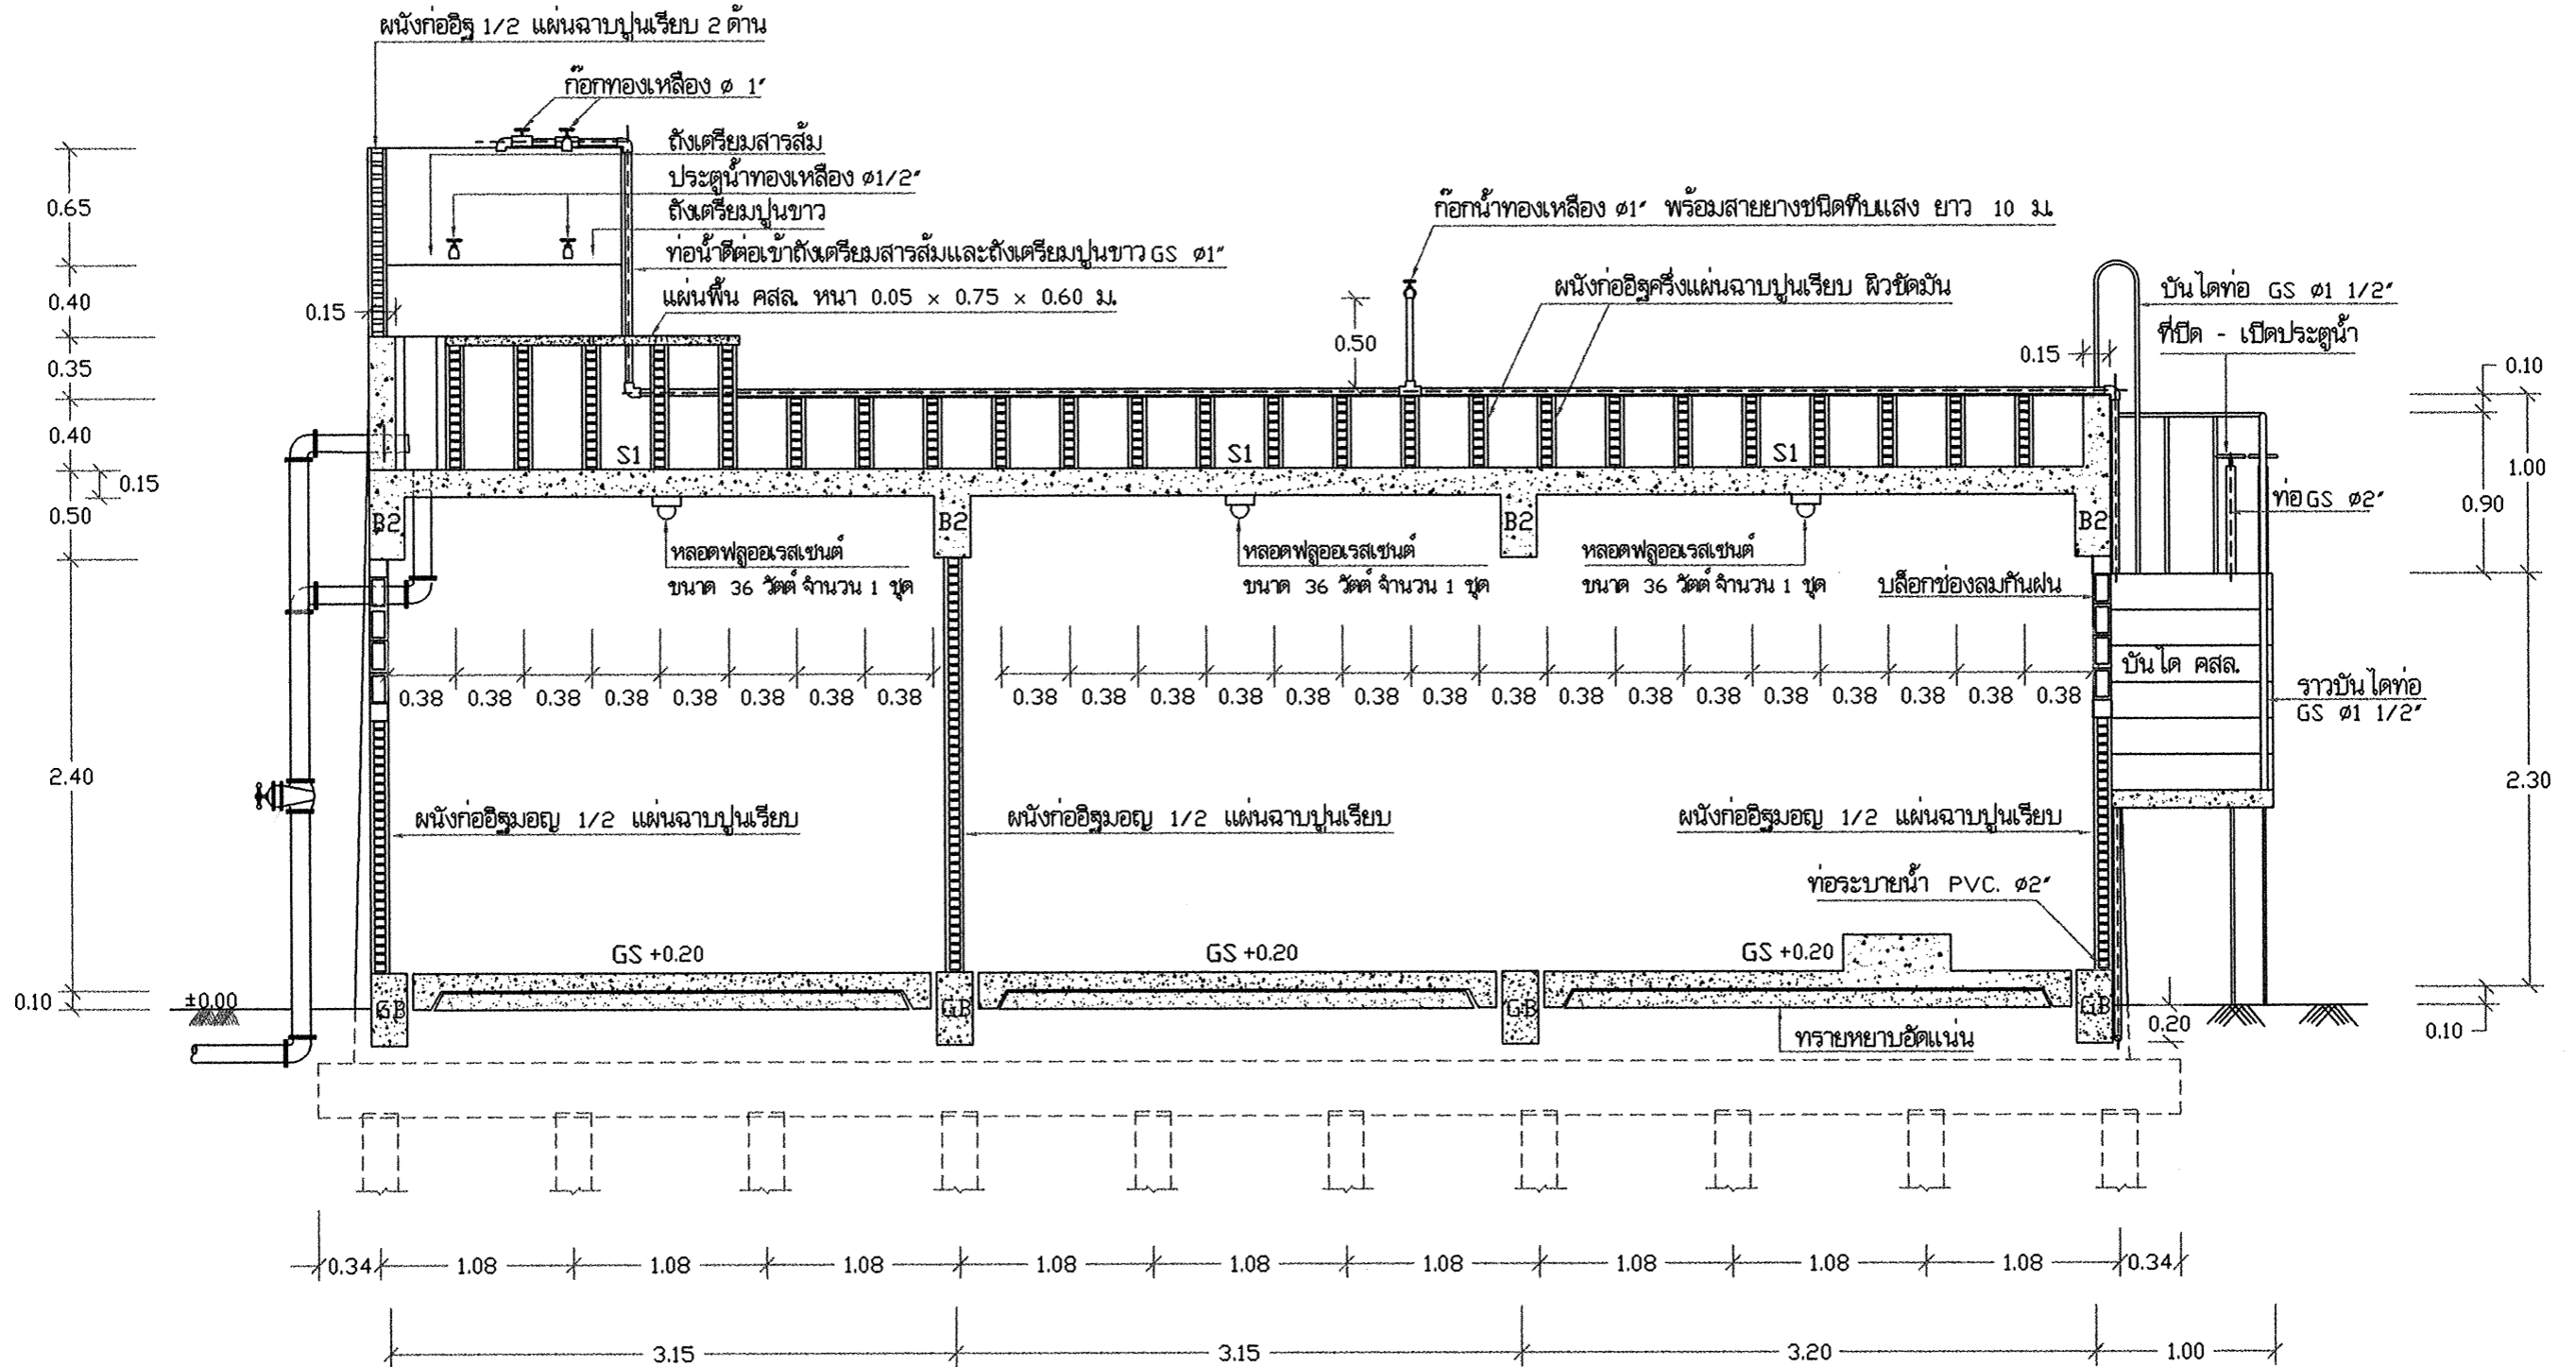 ผนังก่ออิฐ 1/2 แผ่นฉาบปูนเรียบ 2 ด้าน
ก๊อกทองเหลือง ø 1"
ถังเตรียมสารส้ม
ประตูน้ำทองเหลือง ø1/2"
ถังเตรียมปูนขาว
ท่อน้ำดีต่อเข้าถังเตรียมสารส้มและถังเตรียมปูนขาว GS ø1"
แผ่นพื้น คสล. หนา 0.05 × 0.75 × 0.60 ม.
ก๊อกน้ำทองเหลือง ø1" พร้อมสายยางชนิดทึบแสง ยาว 10 ม.
ผนังก่ออิฐครึ่งแผ่นฉาบปูนเรียบ ผิวขัดมัน
บันไดท่อ GS ø1 1/2"
ที่ปิด - เปิดประตูน้ำ
0.65
0.40
0.15
0.35
0.40
0.15
0.50
2.40
0.10
0.50
0.15
0.10
1.00
0.90
ท่อ GS ø2"
S1 S1 S1
B2 B2 B2 B2
หลอดฟลูออเรสเซนต์
ขนาด 36 วัตต์ จำนวน 1 ชุด
หลอดฟลูออเรสเซนต์
ขนาด 36 วัตต์ จำนวน 1 ชุด
หลอดฟลูออเรสเซนต์
ขนาด 36 วัตต์ จำนวน 1 ชุด
บล็อกช่องลมกันฝน
บันได คสล.
ราวบันไดท่อ
GS ø1 1/2"
0.38 0.38 0.38 0.38 0.38 0.38 0.38 0.38 0.38 0.38 0.38 0.38 0.38 0.38 0.38 0.38 0.38 0.38 0.38 0.38 0.38 0.38 0.38 0.38
2.30
ผนังก่ออิฐมอญ 1/2 แผ่นฉาบปูนเรียบ
ผนังก่ออิฐมอญ 1/2 แผ่นฉาบปูนเรียบ
ผนังก่ออิฐมอญ 1/2 แผ่นฉาบปูนเรียบ
ท่อระบายน้ำ PVC. ø2"
GS +0.20 GS +0.20 GS +0.20
±0.00
GB GB GB GB
ทรายหยาบอัดแน่น
0.20
0.10
0.34 1.08 1.08 1.08 1.08 1.08 1.08 1.08 1.08 1.08 0.34
3.15 3.15 3.20 1.00